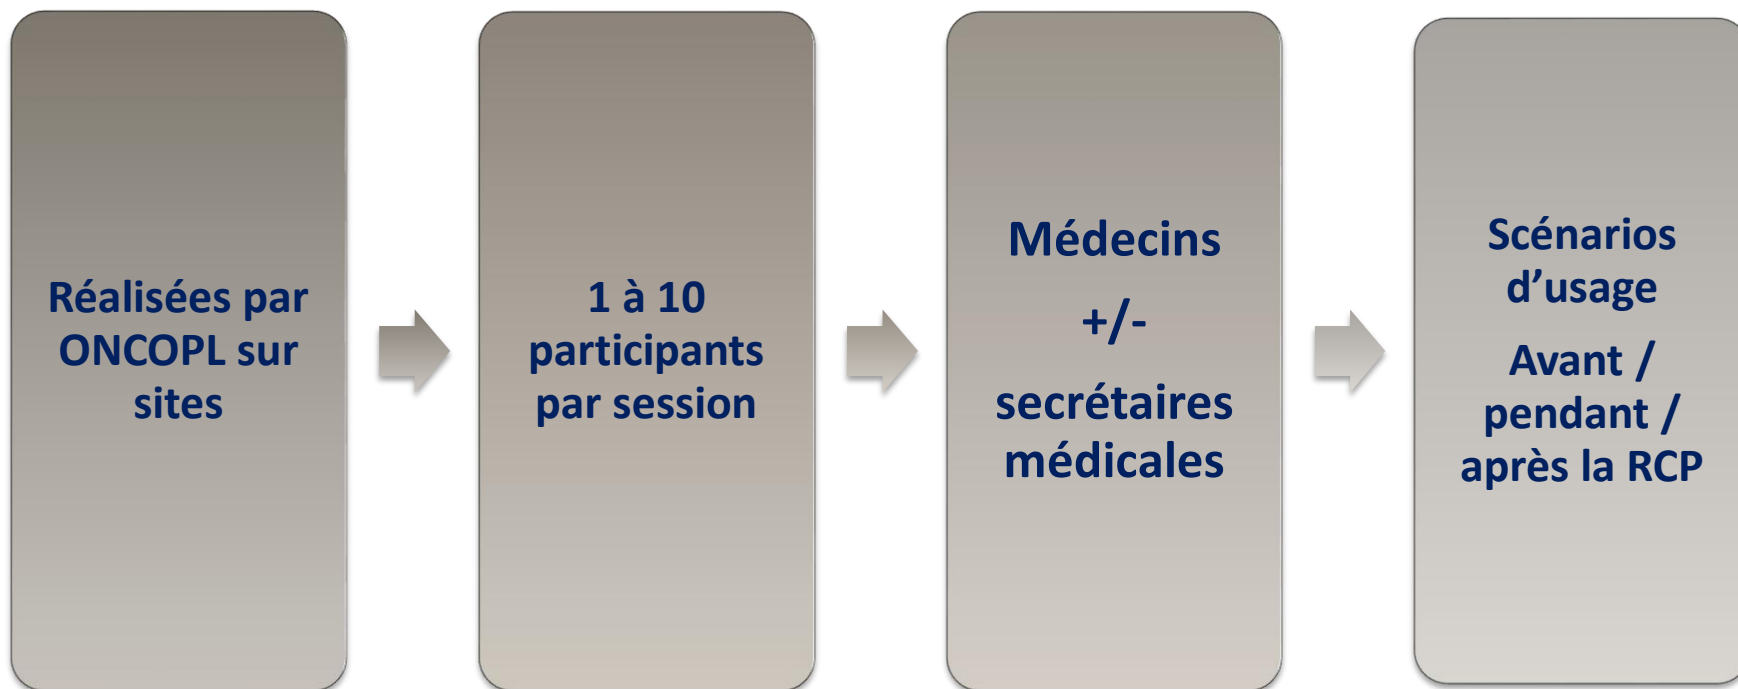 Réalisées par
ONCOPL sur
sites
1 à 10
participants
par session
Médecins
+/-
secrétaires
médicales
Scénarios
d’usage
Avant /
pendant /
après la RCP